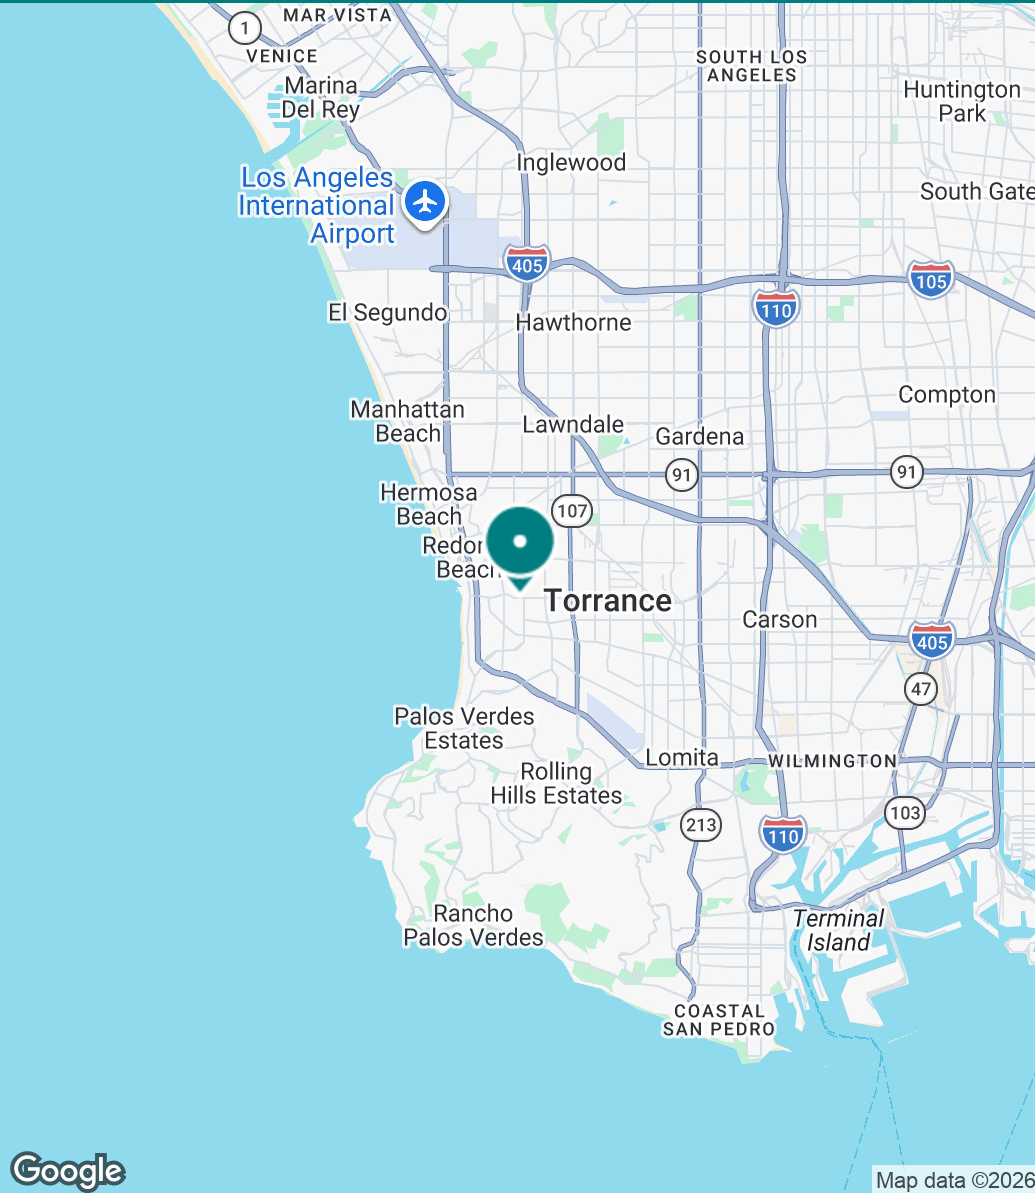 MAR VISTA
1
VENICE
SOUTH LOS
ANGELES
Marina
Del Rey
Huntington
Park
Inglewood
South Gate
Los Angeles
International
Airport
405
105
110
El Segundo
Hawthorne
Compton
Manhattan
Beach
Lawndale
Gardena
91
91
Hermosa
Beach
107
Redon
Beach
Torrance
Carson
405
47
Palos Verdes
Estates
Lomita
WILMINGTON
Rolling
Hills Estates
103
213
110
Rancho
Palos Verdes
Terminal
Island
COASTAL
SAN PEDRO
Google
Map data ©2026